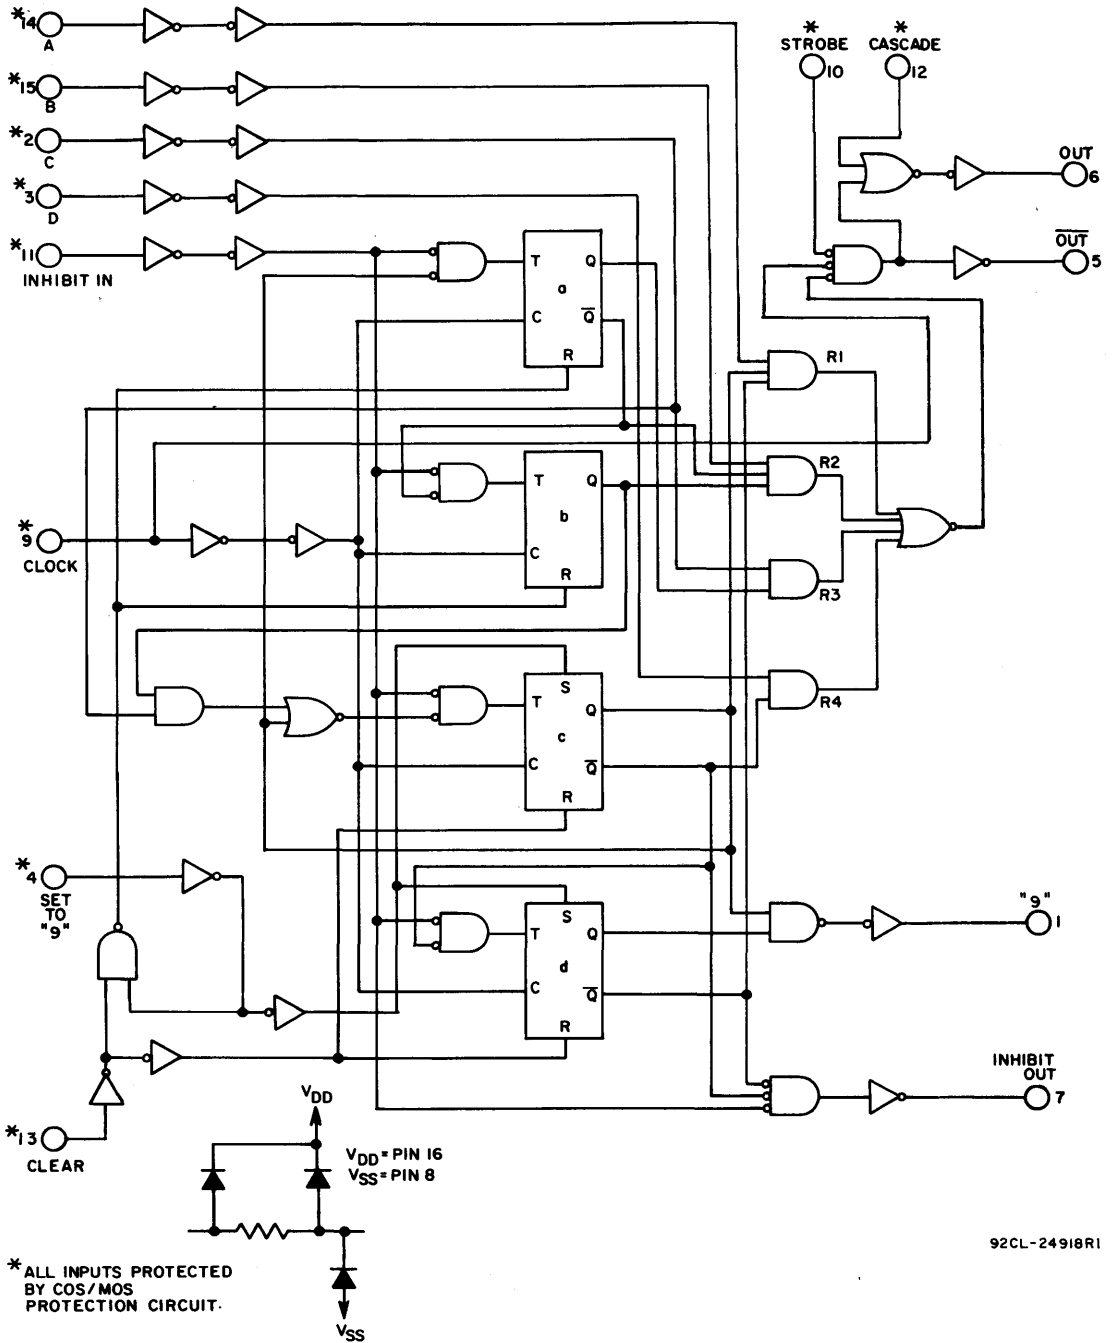 *14
A
*15
B
*2
C
*3
D
*11
INHIBIT IN
*
STROBE
10
*
CASCADE
12
OUT
6
OUT
5
T Q
a
C Q
R
T Q
b
C
R
S
T Q
c
C Q
R
S
T Q
d
C Q
R
R1
R2
R3
R4
*
9
CLOCK
*4
SET
TO
"9"
"9"
1
INHIBIT
OUT
7
*13
CLEAR
VDD
VDD = PIN 16
VSS = PIN 8
VSS
* ALL INPUTS PROTECTED
BY COS/MOS
PROTECTION CIRCUIT.
92CL-24918R1